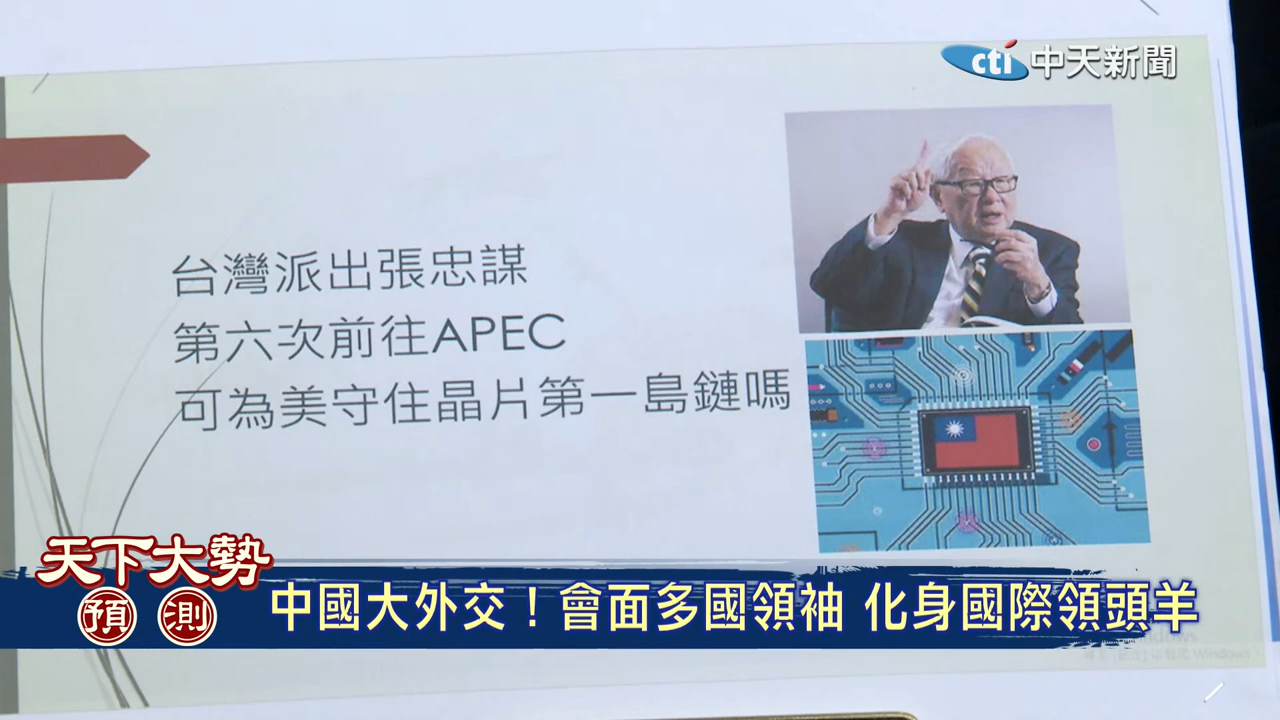 cti 中天新聞
台灣派出張忠謀
第六次前往APEC
可為美守住晶片第一島鏈嗎
天下大勢
預測
中國大外交！會面多國領袖 化身國際領頭羊